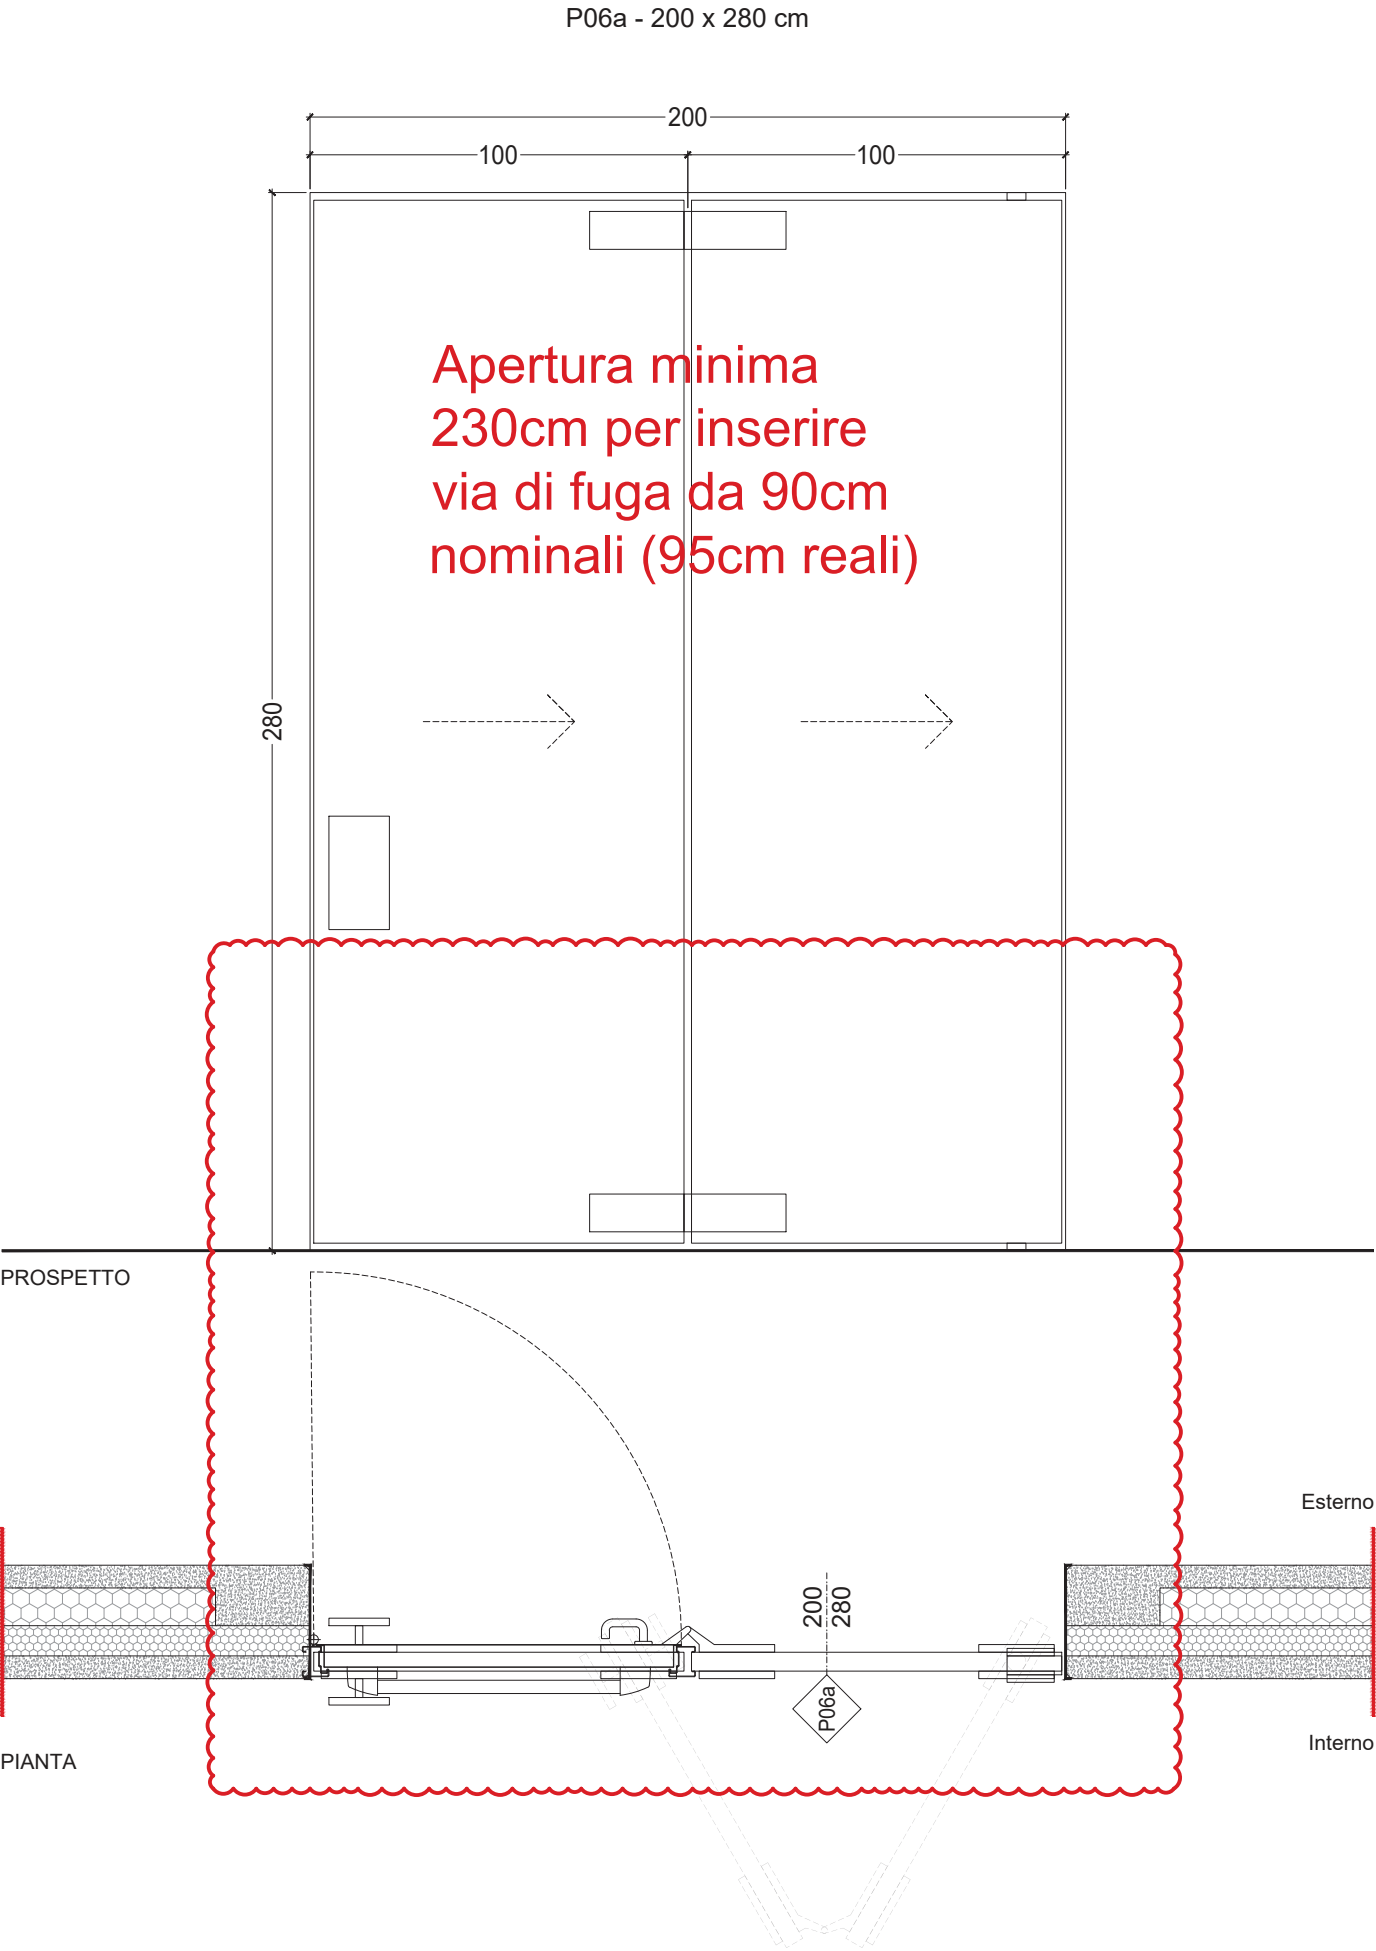 P06a - 200 x 280 cm
200
100
100
280
Apertura minima
230cm per inserire
via di fuga da 90cm
nominali (95cm reali)
PROSPETTO
Esterno
200
280
P06a
Interno
PIANTA